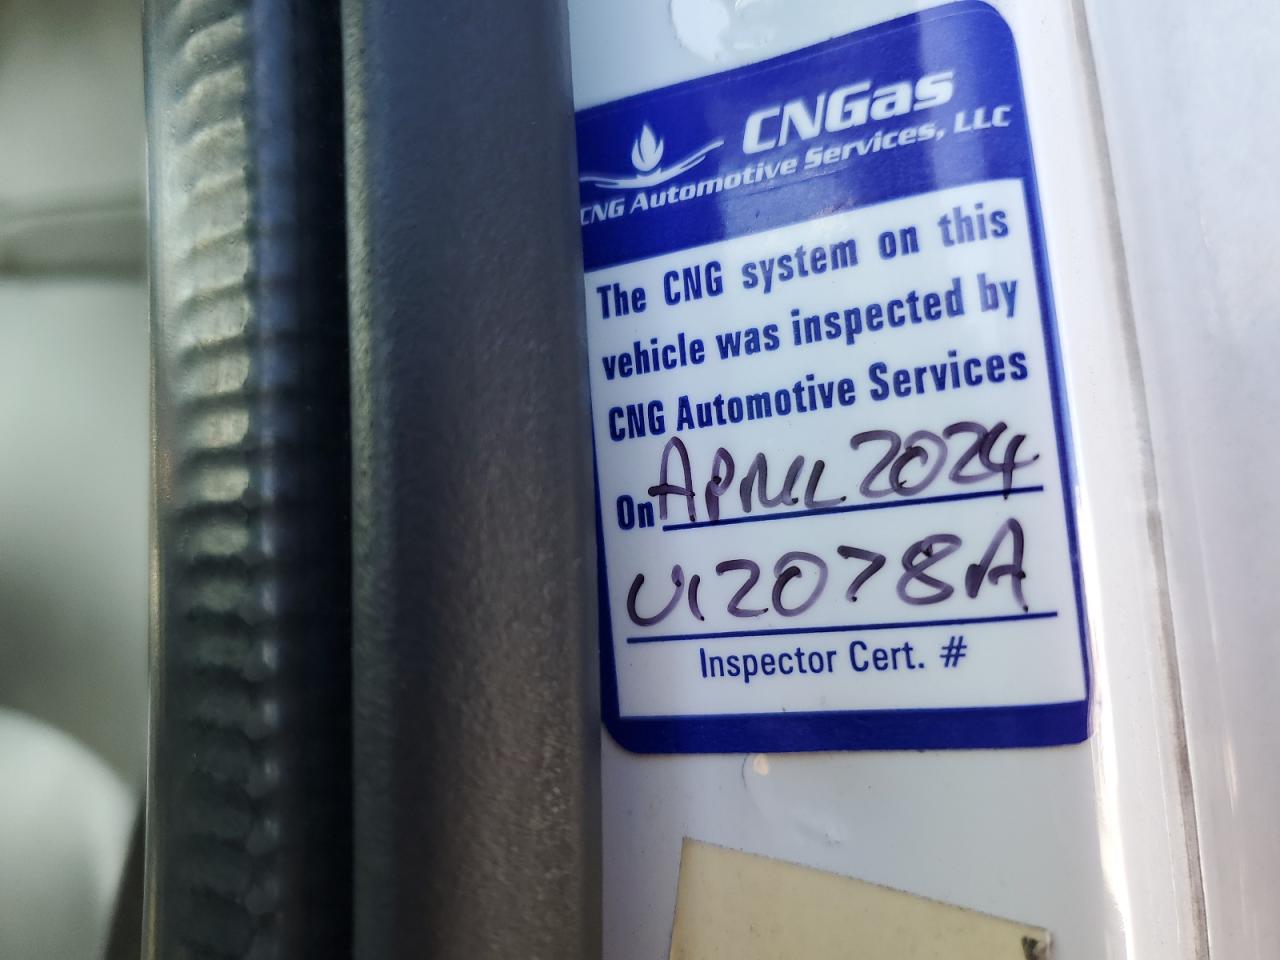 CNGas
CNG Automotive Services, LLC
The CNG system on this
vehicle was inspected by
CNG Automotive Services
On APRIL 2024
U12078A
Inspector Cert. #